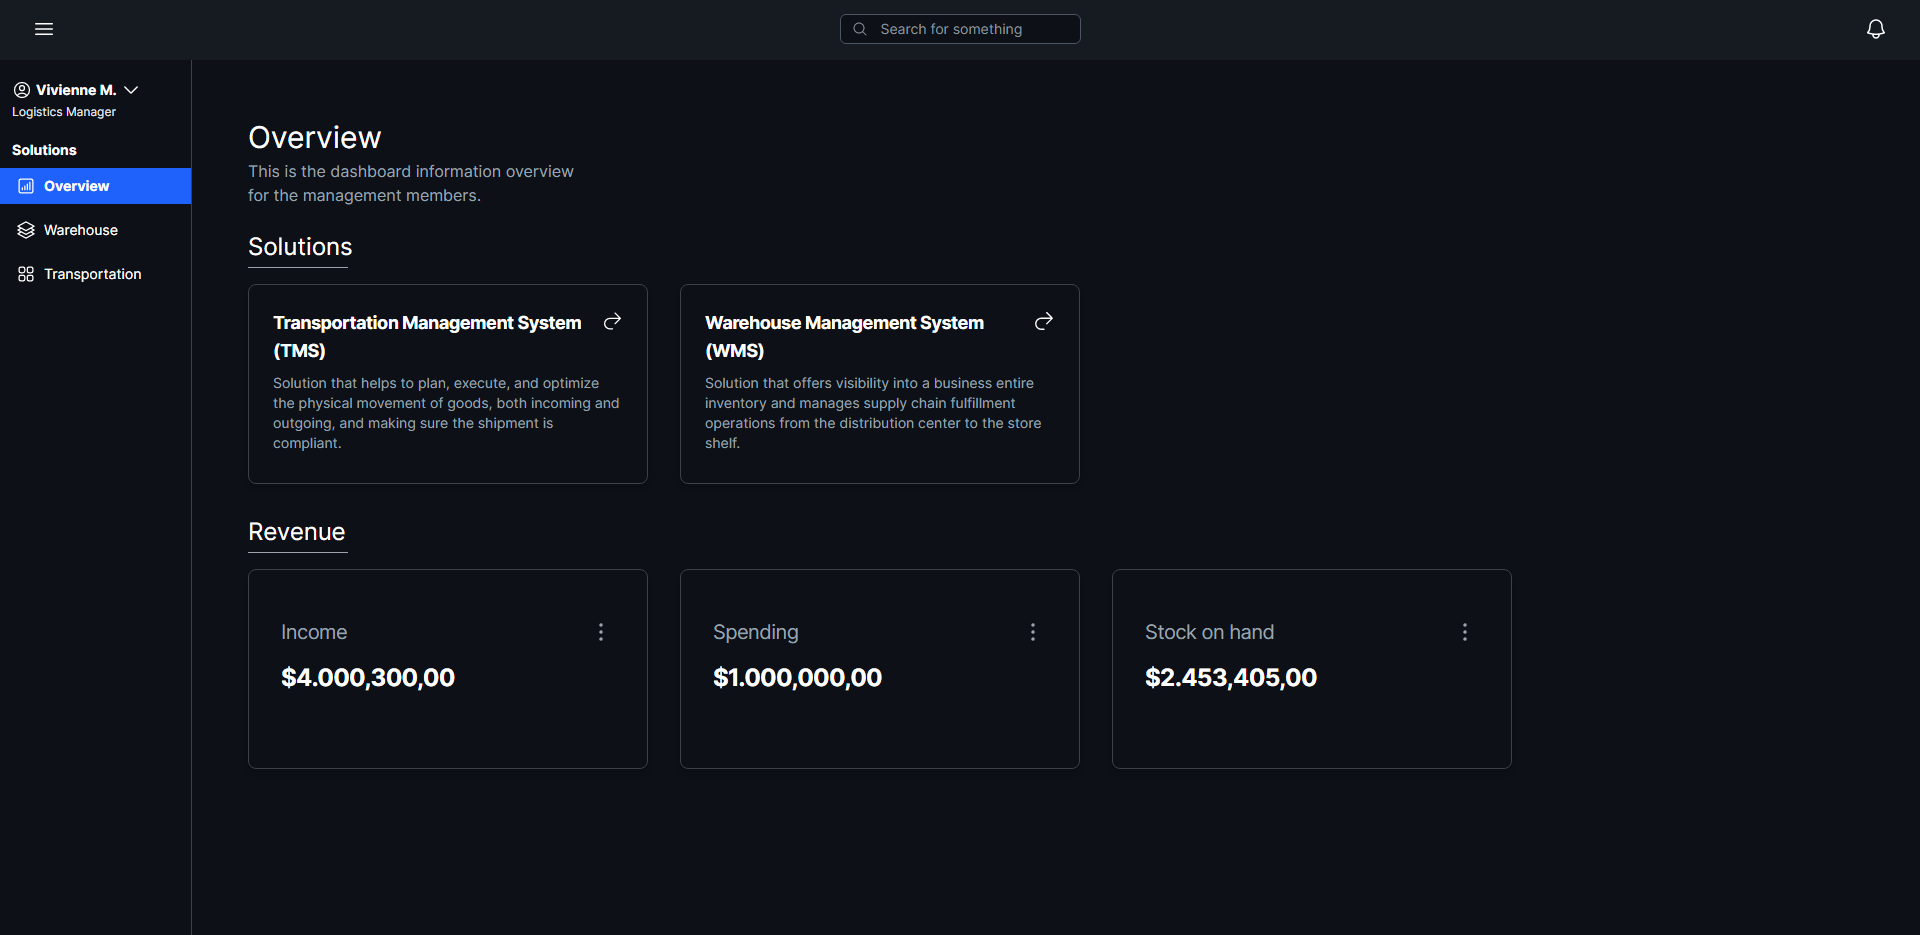 Search for something
Vivienne M.
Logistics Manager
Solutions
Overview
Warehouse
Transportation
Overview
This is the dashboard information overview
for the management members.
Solutions
Transportation Management System
(TMS)
Solution that helps to plan, execute, and optimize
the physical movement of goods, both incoming and
outgoing, and making sure the shipment is
compliant.
Warehouse Management System
(WMS)
Solution that offers visibility into a business entire
inventory and manages supply chain fulfillment
operations from the distribution center to the store
shelf.
Revenue
Income
$4.000,300,00
Spending
$1.000,000,00
Stock on hand
$2.453,405,00